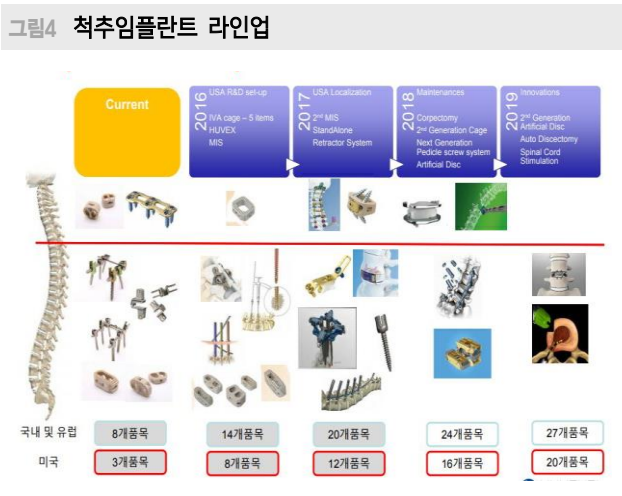 그림4 척추임플란트 라인업
Current
2016
USA R&D set-up
IVA cage – 5 items
HUVEX
MIS
2017
USA Localization
2nd MIS
StandAlone
Retractor System
2018
Maintenances
Corpectomy
2nd Generation Cage
Next Generation
Pedicle screw system
Artificial Disc
2019
Innovations
2nd Generation
Artificial Disc
Auto Discectomy
Spinal Cord
Stimulation
국내 및 유럽 8개품목 14개품목 20개품목 24개품목 27개품목
미국 3개품목 8개품목 12개품목 16개품목 20개품목